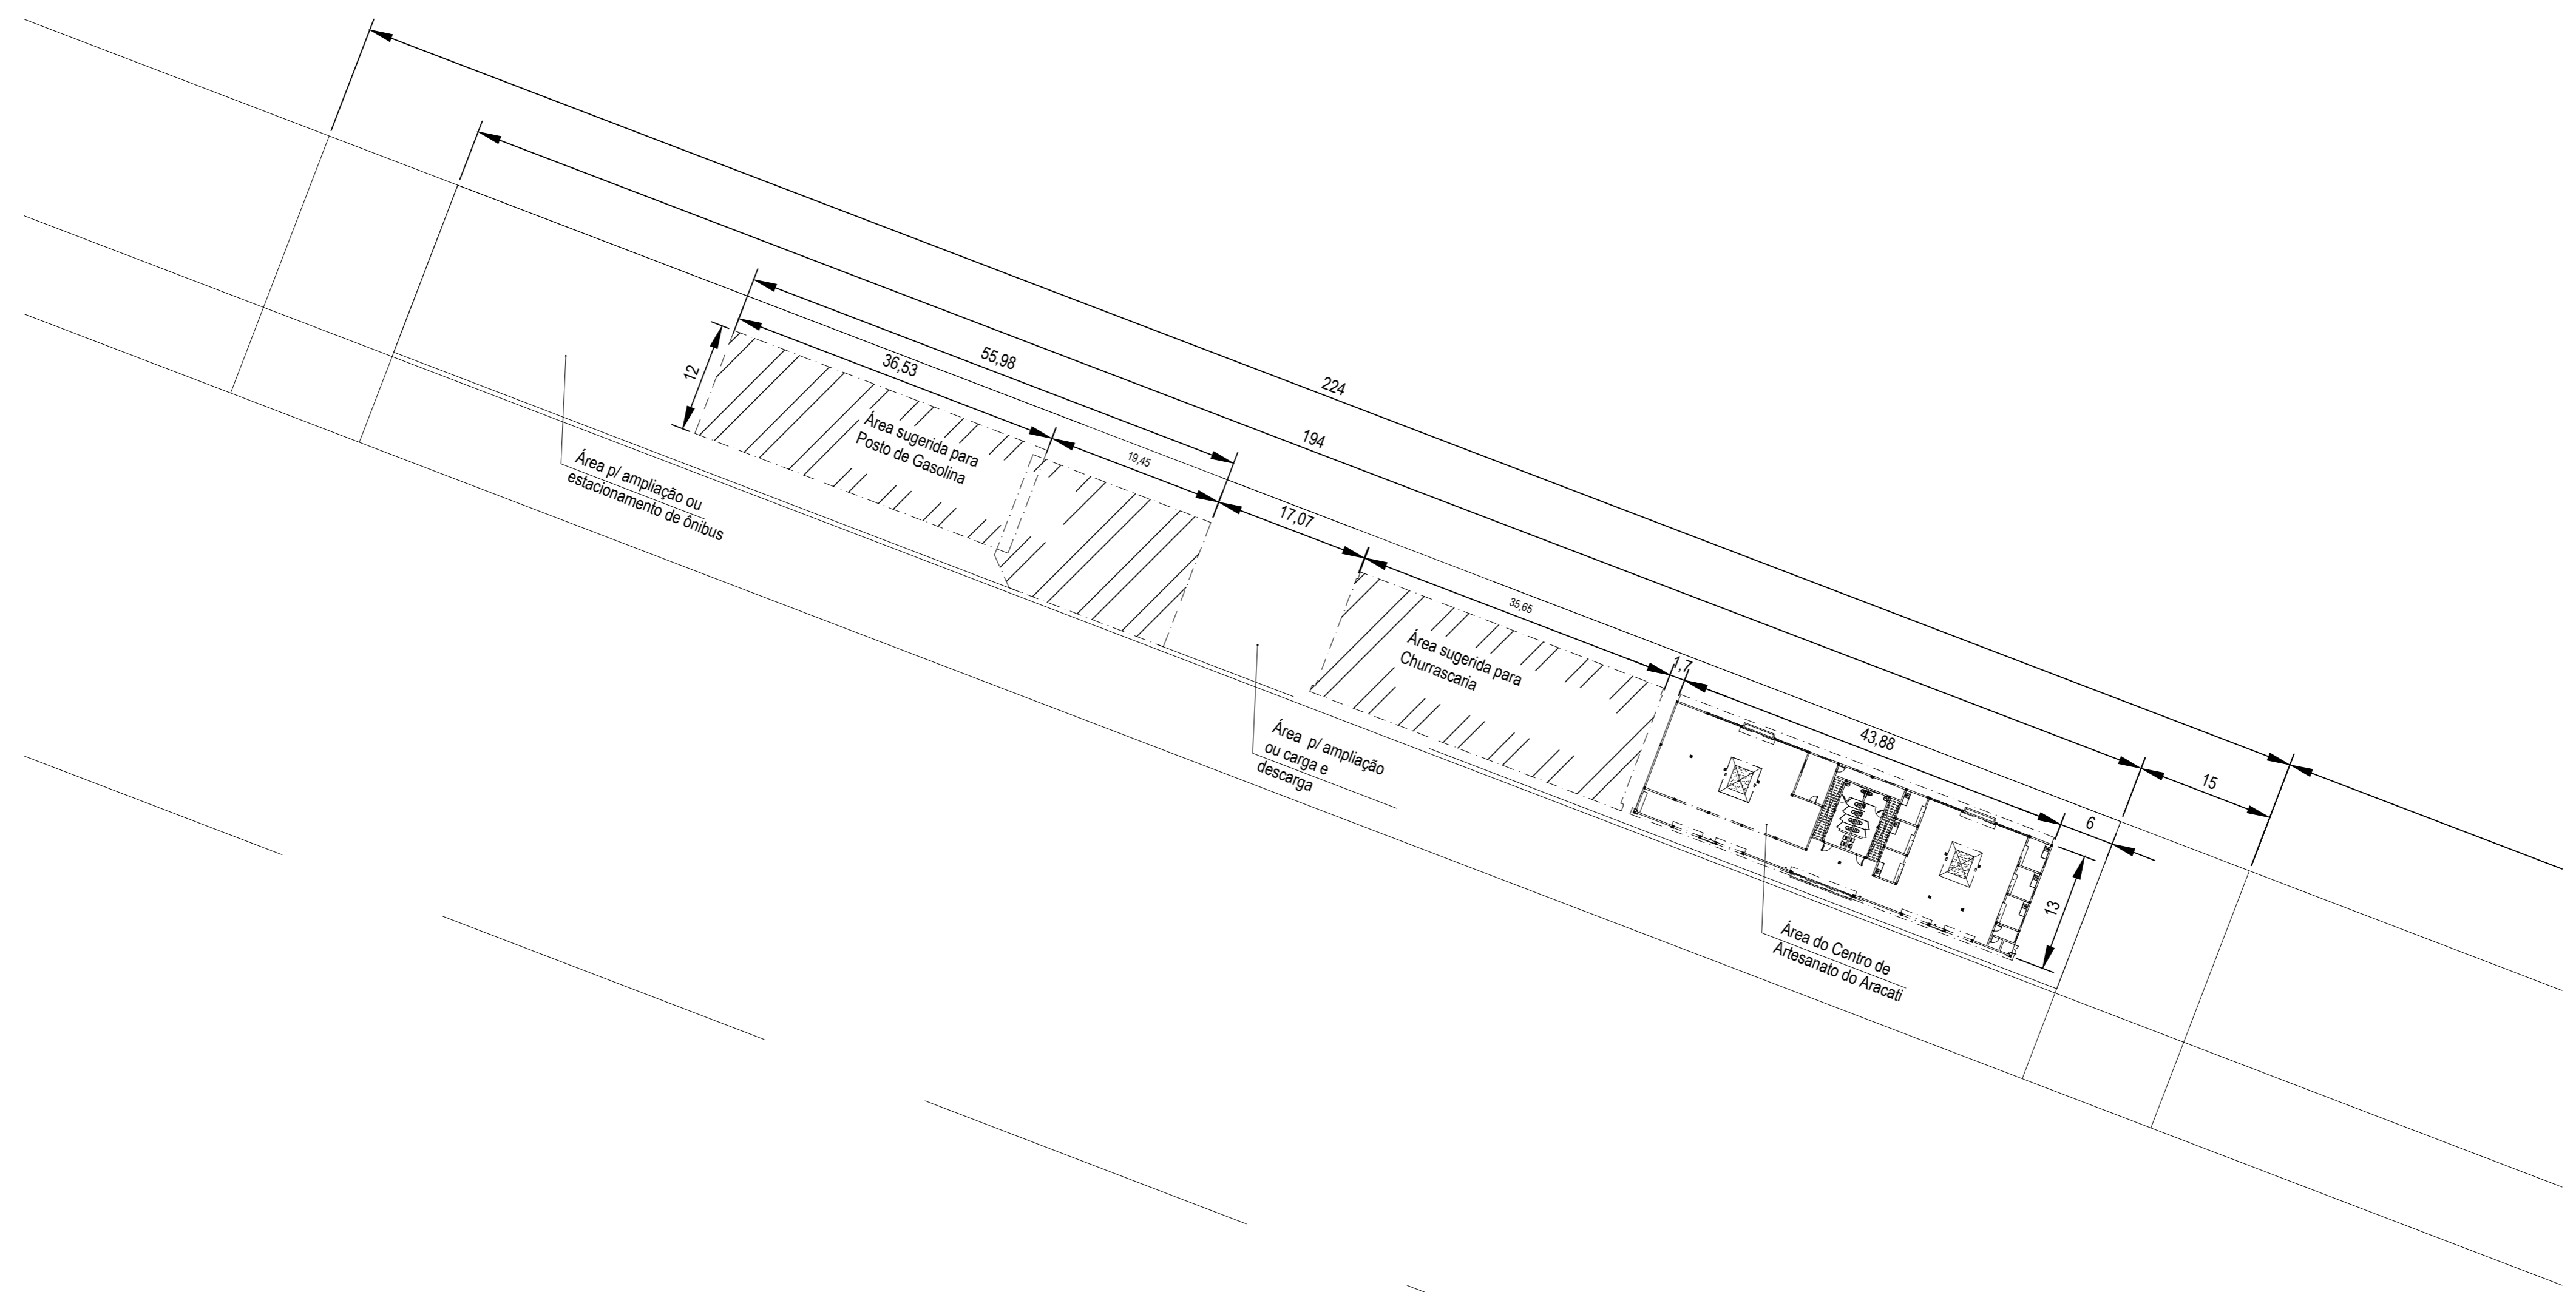 224
194
55,98
36,53
12
19,45
17,07
35,65
1,7
43,88
6
15
13
Área sugerida para
Posto de Gasolina
Área p/ ampliação ou
estacionamento de ônibus
Área sugerida para
Churrascaria
Área p/ ampliação
ou carga e
descarga
Área do Centro de
Artesanato do Aracati